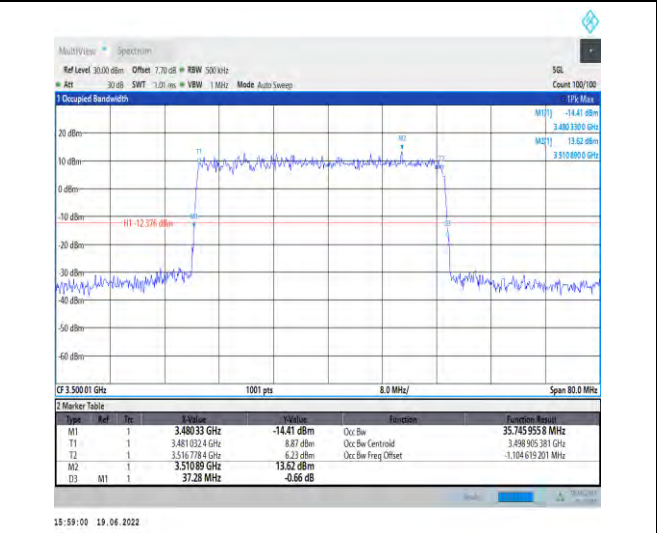 MultiView Spectrum
Ref Level 30.00 dBm Offset 7.70 dB RBW 500 kHz SGL
Att 30 dB SWT 1.01 ms VBW 1 MHz Mode Auto Sweep Count 100/100
1 Occupied Bandwidth 1Pk Max
M1[1] -14.41 dBm
3.480 330 0 GHz
M2[1] 13.62 dBm
3.510 890 0 GHz
20 dBm
M2
T1
10 dBm
0 dBm
-10 dBm
M1
H1 -12.376 dBm
D3
-20 dBm
-30 dBm
-40 dBm
-50 dBm
-60 dBm
CF 3.500 01 GHz 1001 pts 8.0 MHz/ Span 80.0 MHz
2 Marker Table
Type Ref Trc X-Value Y-Value Function Function Result
M1 1 3.480 33 GHz -14.41 dBm Occ Bw 35.745 955 8 MHz
T1 1 3.481 032 4 GHz 8.87 dBm Occ Bw Centroid 3.498 905 381 GHz
T2 1 3.516 778 4 GHz 6.23 dBm Occ Bw Freq Offset -1.104 619 201 MHz
M2 1 3.510 89 GHz 13.62 dBm
D3 M1 1 37.28 MHz -0.66 dB
15:59:00 19.06.2022